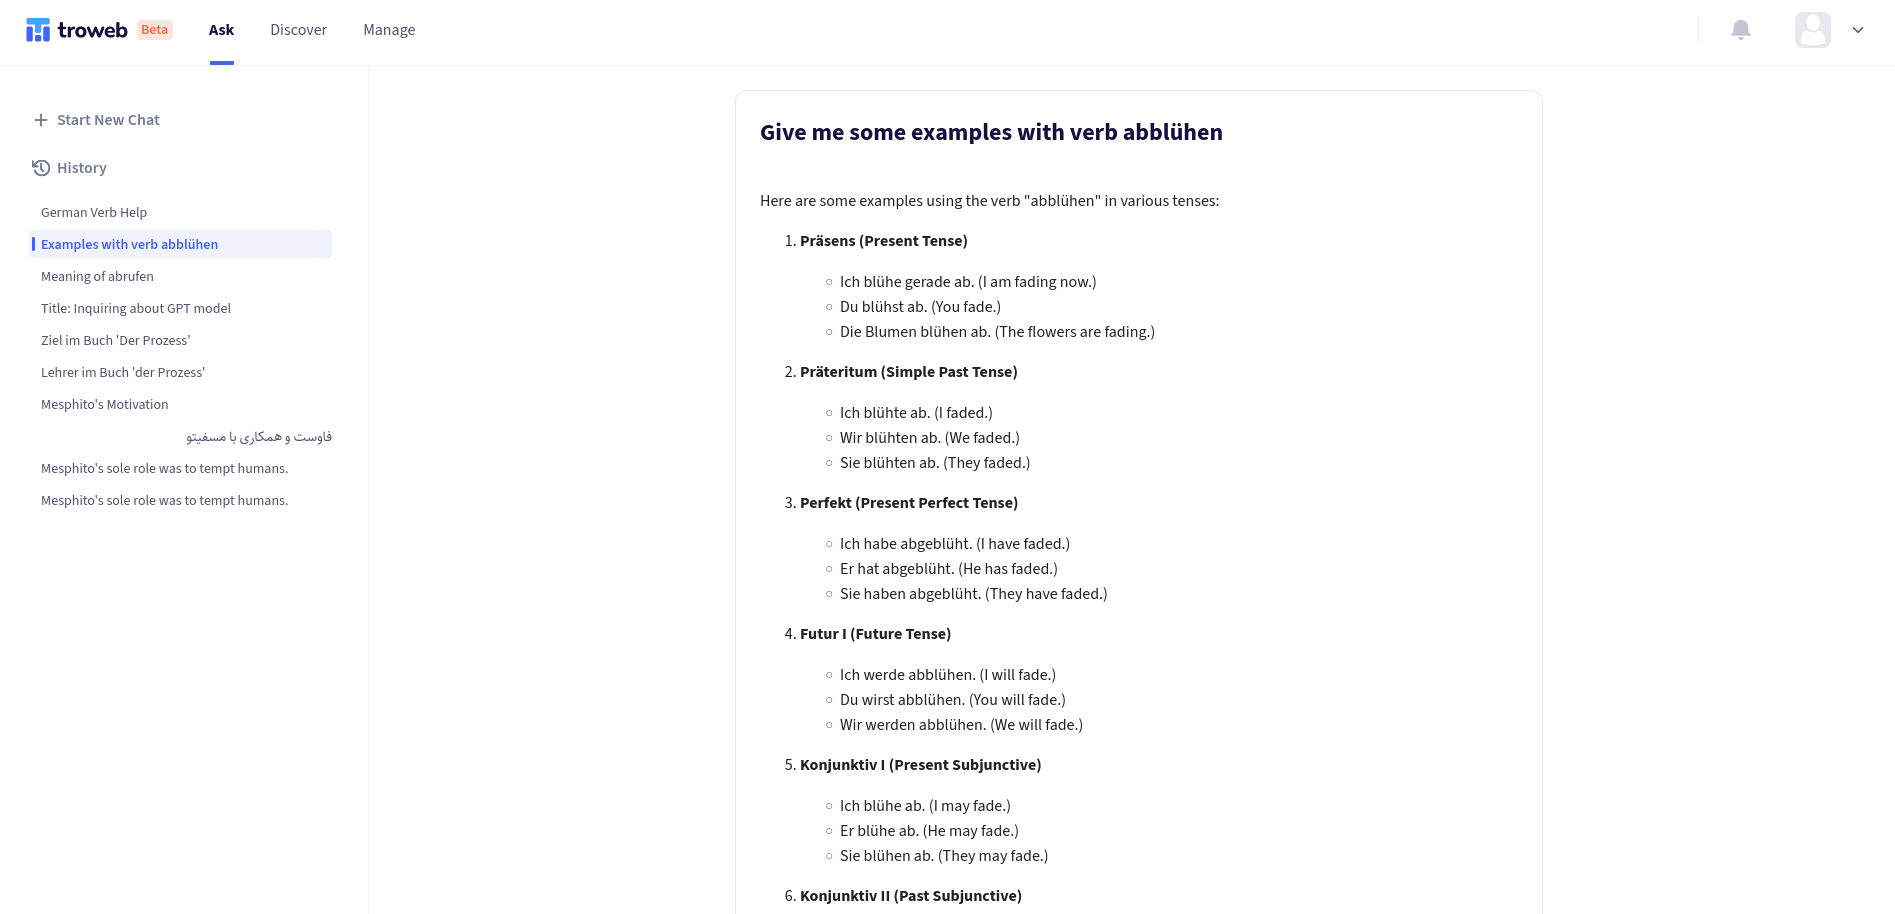 troweb Beta Ask Discover Manage
Start New Chat
History
German Verb Help
Examples with verb abblühen
Meaning of abrufen
Title: Inquiring about GPT model
Ziel im Buch 'Der Prozess'
Lehrer im Buch 'der Prozess'
Mesphito's Motivation
فاوست و همکاری با مسفیتو
Mesphito's sole role was to tempt humans.
Mesphito's sole role was to tempt humans.
Give me some examples with verb abblühen
Here are some examples using the verb "abblühen" in various tenses:
1. Präsens (Present Tense)
○ Ich blühe gerade ab. (I am fading now.)
○ Du blühst ab. (You fade.)
○ Die Blumen blühen ab. (The flowers are fading.)
2. Präteritum (Simple Past Tense)
○ Ich blühte ab. (I faded.)
○ Wir blühten ab. (We faded.)
○ Sie blühten ab. (They faded.)
3. Perfekt (Present Perfect Tense)
○ Ich habe abgeblüht. (I have faded.)
○ Er hat abgeblüht. (He has faded.)
○ Sie haben abgeblüht. (They have faded.)
4. Futur I (Future Tense)
○ Ich werde abblühen. (I will fade.)
○ Du wirst abblühen. (You will fade.)
○ Wir werden abblühen. (We will fade.)
5. Konjunktiv I (Present Subjunctive)
○ Ich blühe ab. (I may fade.)
○ Er blühe ab. (He may fade.)
○ Sie blühen ab. (They may fade.)
6. Konjunktiv II (Past Subjunctive)